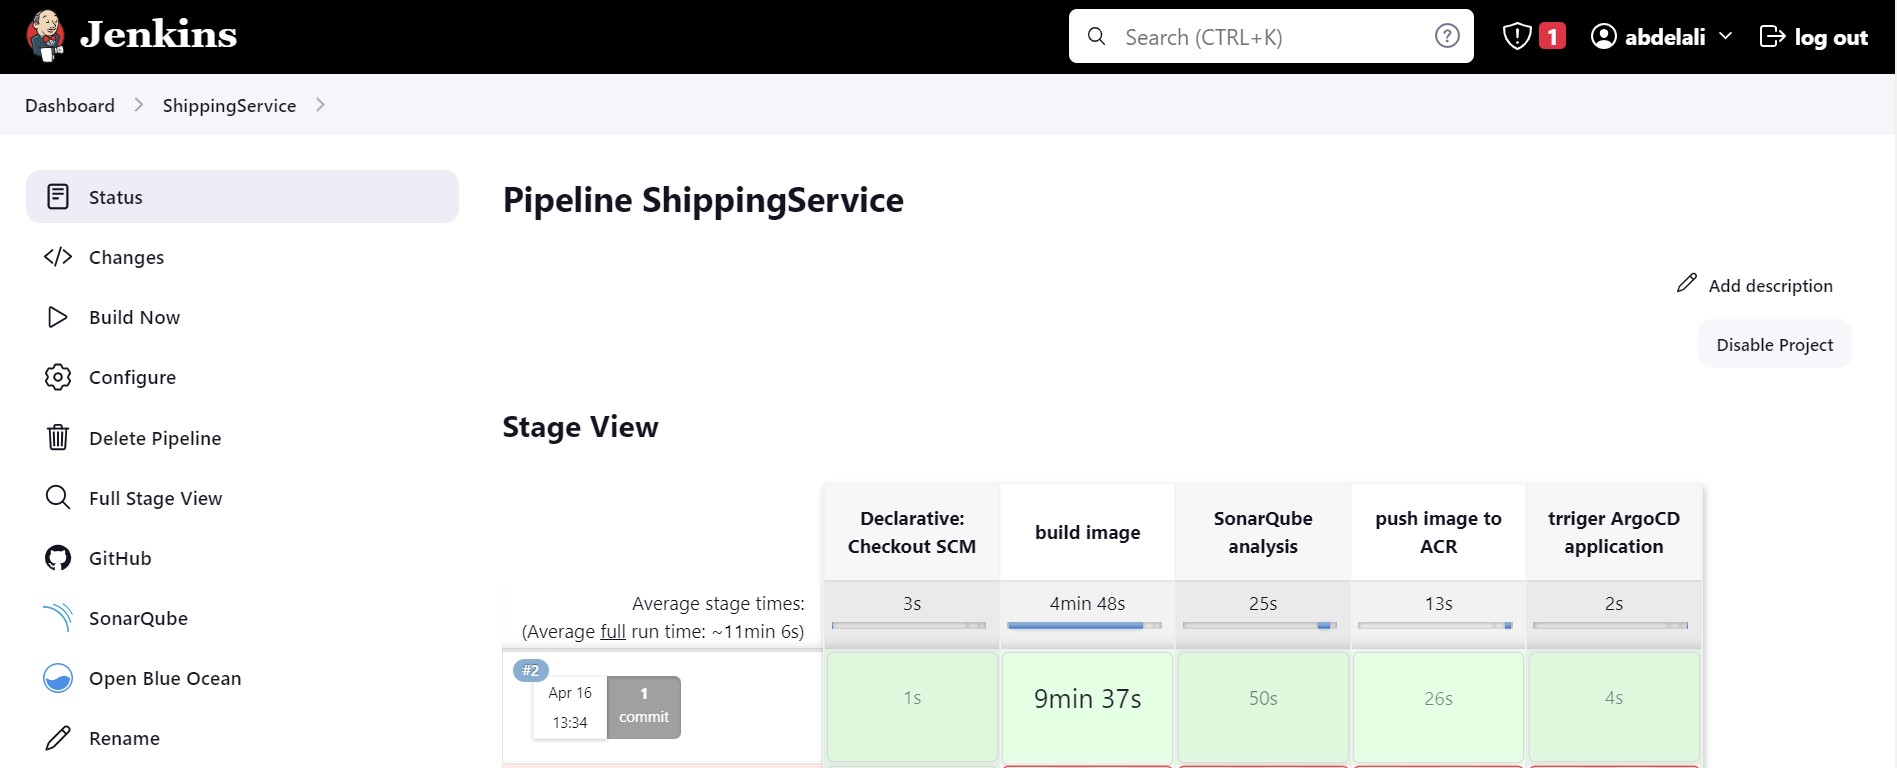 Jenkins
Search (CTRL+K)
?
1
abdelali
log out
Dashboard
ShippingService
Status
Changes
Build Now
Configure
Delete Pipeline
Full Stage View
GitHub
SonarQube
Open Blue Ocean
Rename
Pipeline ShippingService
Add description
Disable Project
Stage View
Declarative:
Checkout SCM
build image
SonarQube
analysis
push image to
ACR
trriger ArgoCD
application
Average stage times:
(Average full run time: ~11min 6s)
3s
4min 48s
25s
13s
2s
#2
Apr 16
13:34
1
commit
1s
9min 37s
50s
26s
4s